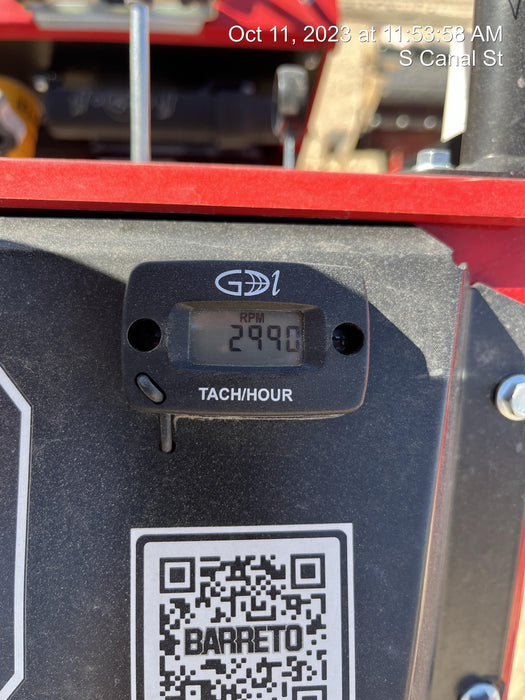 Oct 11, 2023 at 11:53:58 AM
S Canal St
GDI
RPM
2990
TACH/HOUR
BARRETO